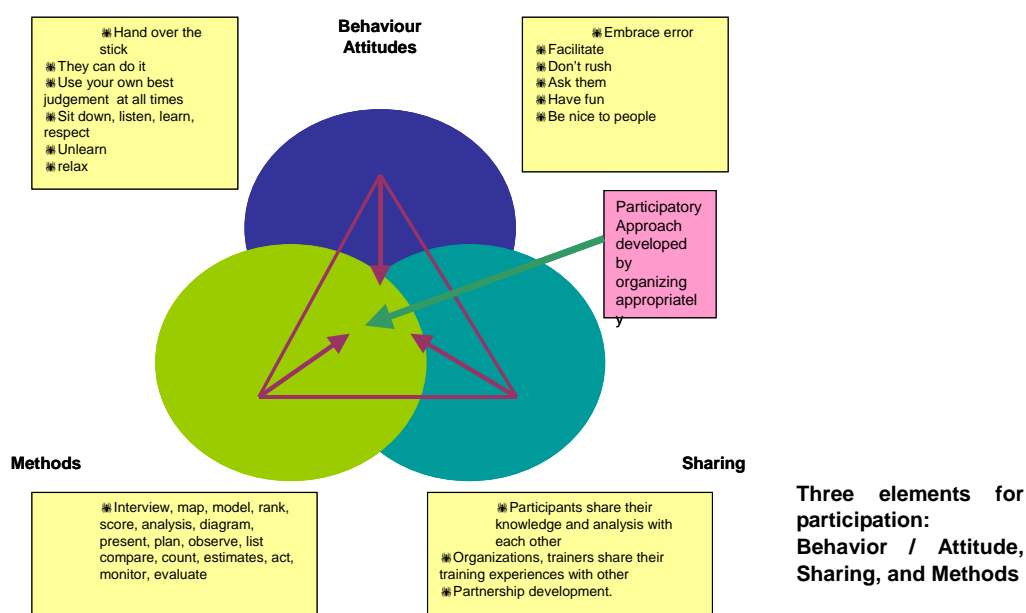 Behaviour
Attitudes
❋Hand over the
stick
❋They can do it
❋Use your own best
judgement at all times
❋Sit down, listen, learn,
respect
❋Unlearn
❋relax
❋Embrace error
❋Facilitate
❋Don't rush
❋Ask them
❋Have fun
❋Be nice to people
Participatory
Approach
developed
by
organizing
appropriatel
y
Methods
Sharing
❋Interview, map, model, rank,
score, analysis, diagram,
present, plan, observe, list
compare, count, estimates, act,
monitor, evaluate
❋Participants share their
knowledge and analysis with
each other
❋Organizations, trainers share their
training experiences with other
❋Partnership development.
Three elements for
participation:
Behavior / Attitude,
Sharing, and Methods